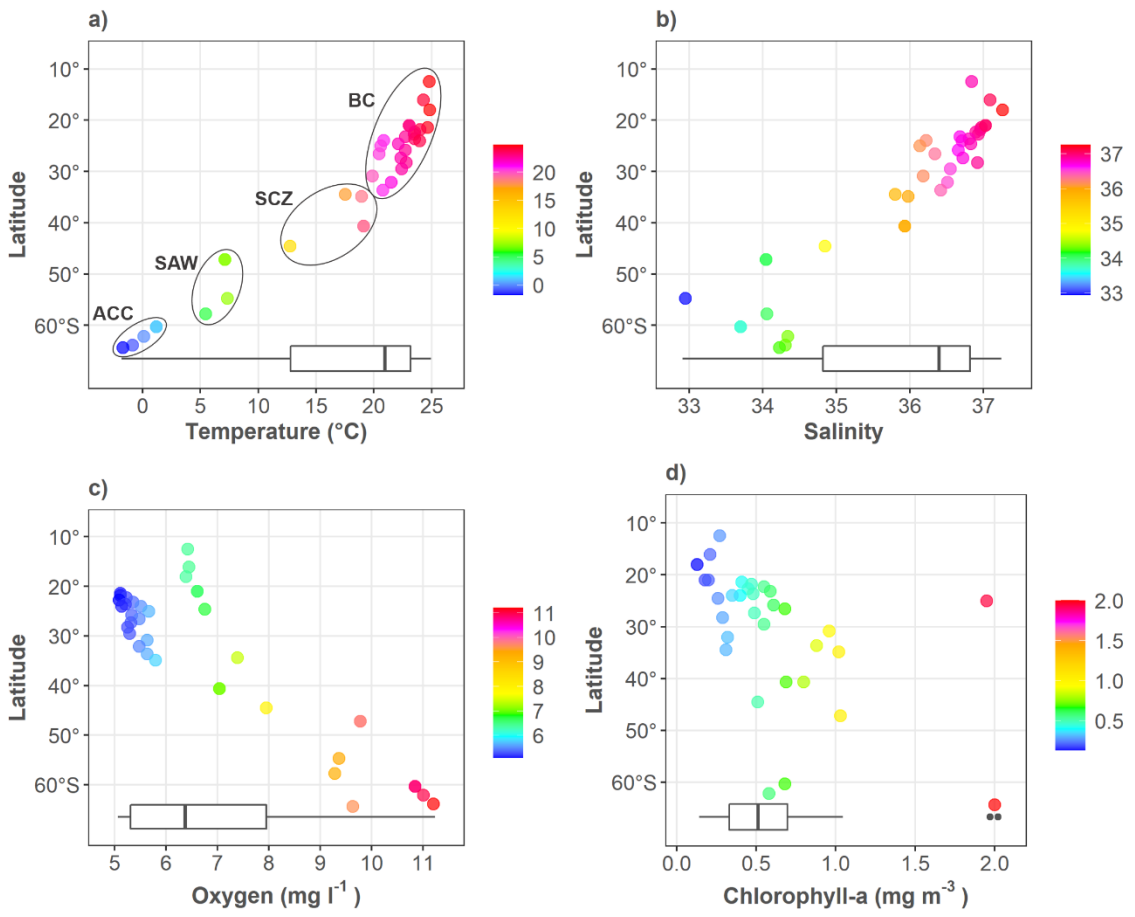 a)
10°
20°
30°
40°
50°
60°S
Latitude
BC
SCZ
SAW
ACC
20
15
10
5
0
0 5 10 15 20 25
Temperature (°C)
b)
10°
20°
30°
40°
50°
60°S
Latitude
37
36
35
34
33
33 34 35 36 37
Salinity
c)
10°
20°
30°
40°
50°
60°S
Latitude
11
10
9
8
7
6
5 6 7 8 9 10 11
Oxygen (mg l⁻¹)
d)
10°
20°
30°
40°
50°
60°S
Latitude
2.0
1.5
1.0
0.5
0.0 0.5 1.0 1.5 2.0
Chlorophyll-a (mg m⁻³)